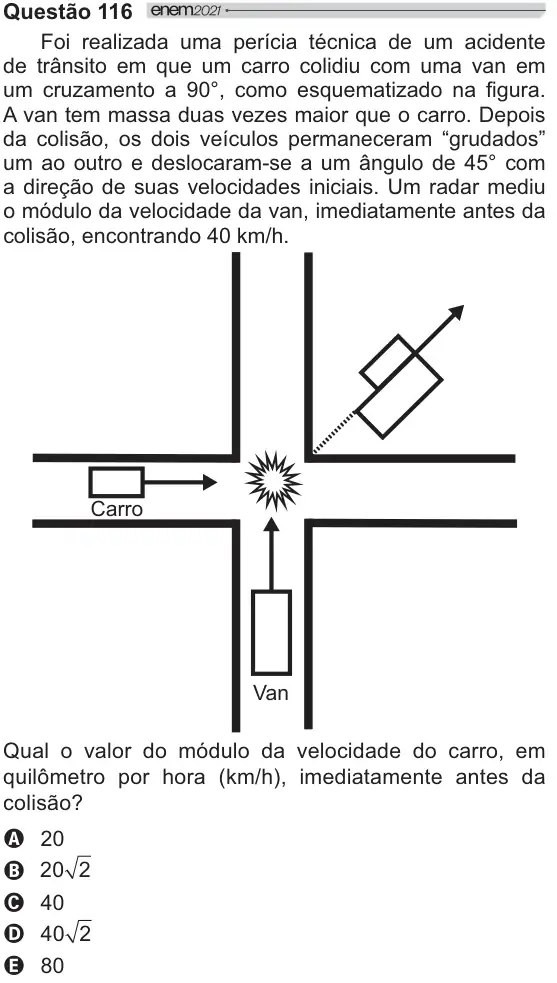 Questão 116 enem2021
Foi realizada uma perícia técnica de um acidente
de trânsito em que um carro colidiu com uma van em
um cruzamento a 90°, como esquematizado na figura.
A van tem massa duas vezes maior que o carro. Depois
da colisão, os dois veículos permaneceram “grudados”
um ao outro e deslocaram-se a um ângulo de 45° com
a direção de suas velocidades iniciais. Um radar mediu
o módulo da velocidade da van, imediatamente antes da
colisão, encontrando 40 km/h.
Carro
Van
Qual o valor do módulo da velocidade do carro, em
quilômetro por hora (km/h), imediatamente antes da
colisão?
A 20
B 20√2
C 40
D 40√2
E 80